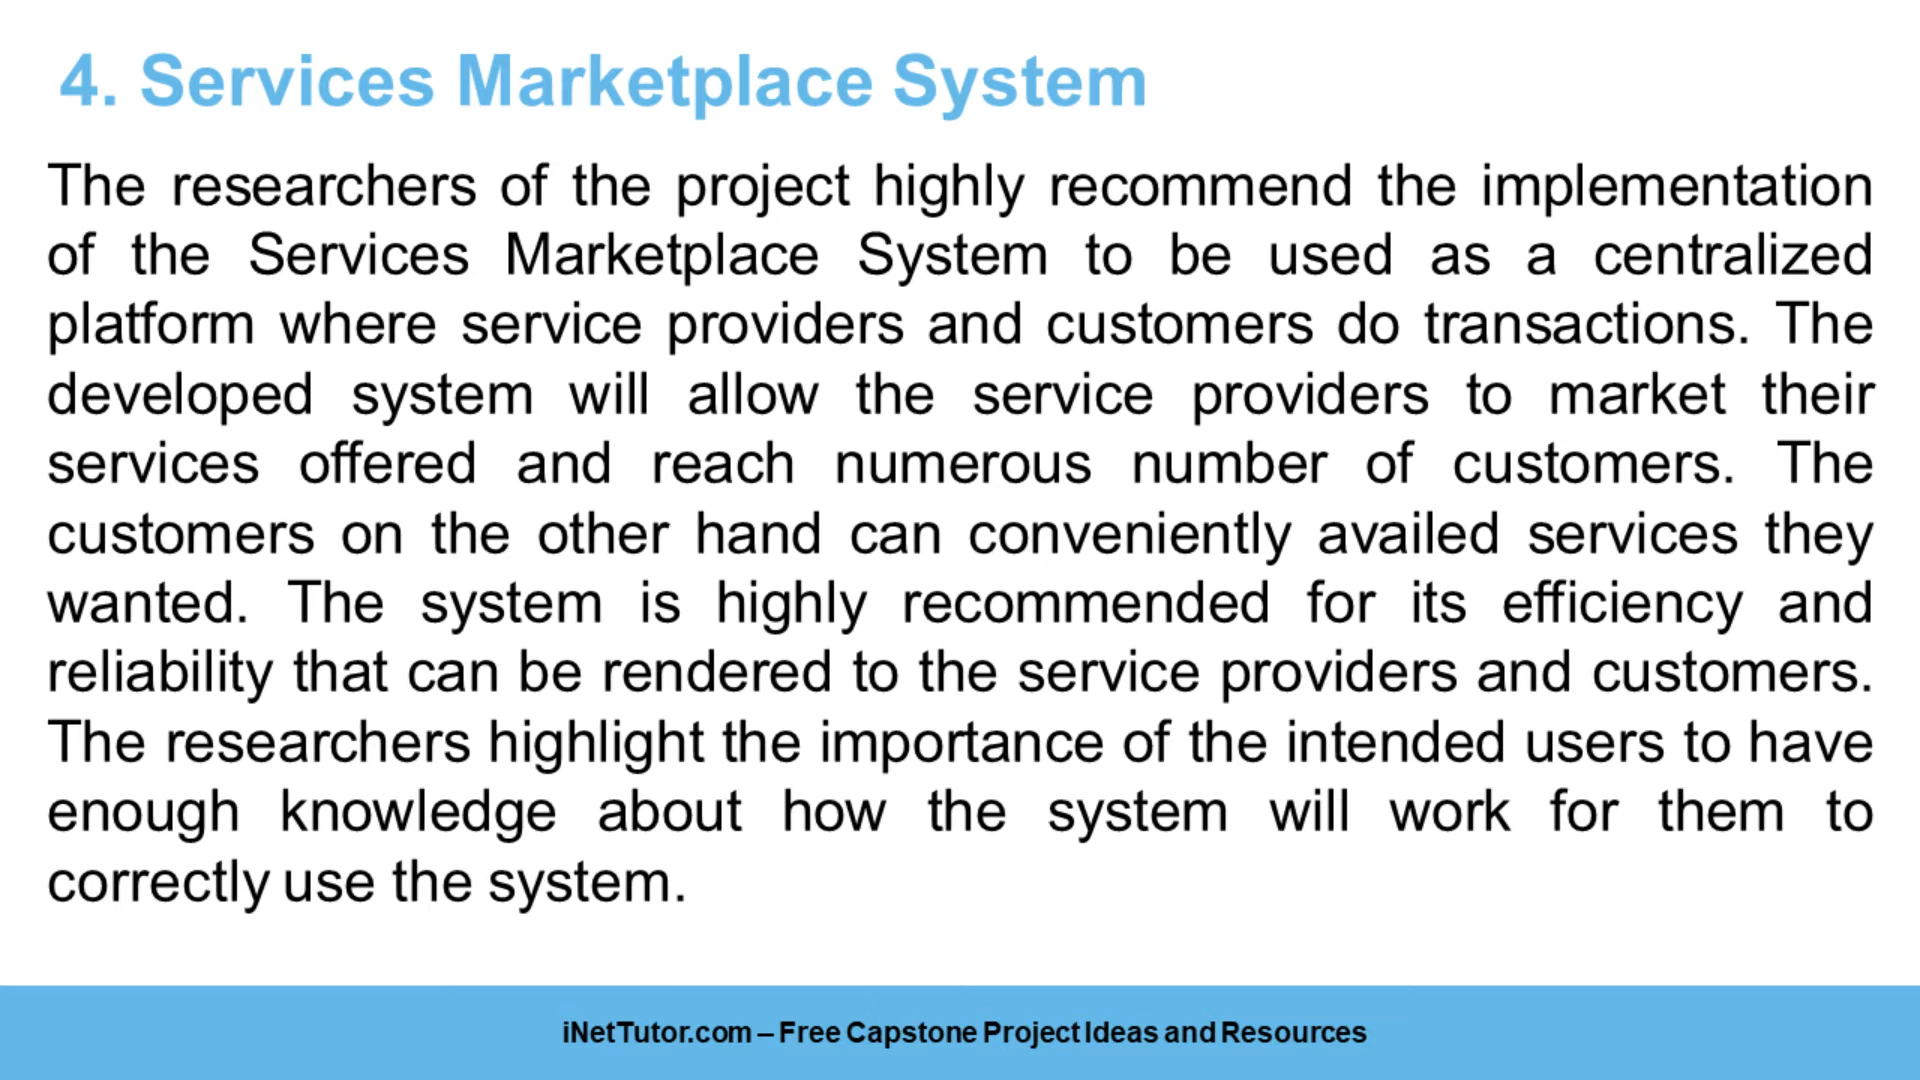 4. Services Marketplace System
The researchers of the project highly recommend the implementation
of the Services Marketplace System to be used as a centralized
platform where service providers and customers do transactions. The
developed system will allow the service providers to market their
services offered and reach numerous number of customers. The
customers on the other hand can conveniently availed services they
wanted. The system is highly recommended for its efficiency and
reliability that can be rendered to the service providers and customers.
The researchers highlight the importance of the intended users to have
enough knowledge about how the system will work for them to
correctly use the system.
iNetTutor.com – Free Capstone Project Ideas and Resources